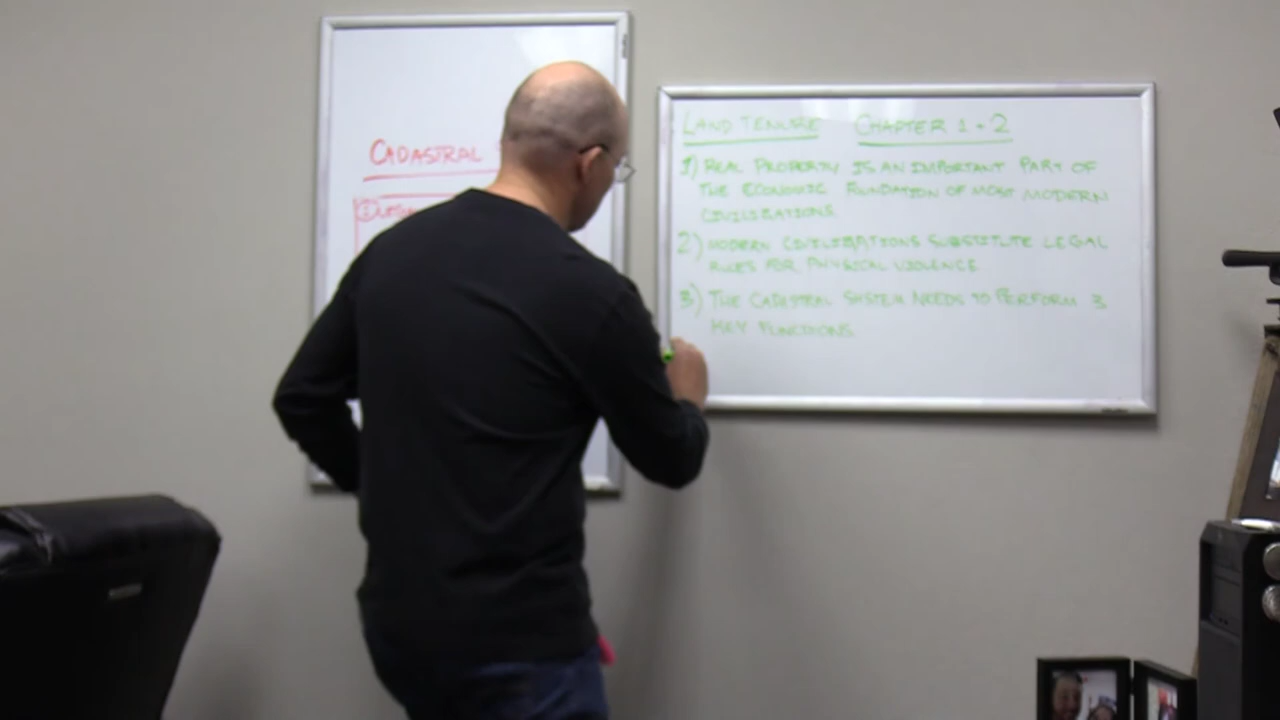 CADASTRAL
LAND TENURE CHAPTER 1 + 2
1) REAL PROPERTY IS AN IMPORTANT PART OF
THE ECONOMIC FOUNDATION OF MOST MODERN
CIVILIZATIONS.
2) MODERN CIVILIZATIONS SUBSTITUTE LEGAL
RULES FOR PHYSICAL VIOLENCE
3) THE CADASTRAL SYSTEM NEEDS TO PERFORM 3
KEY FUNCTIONS.